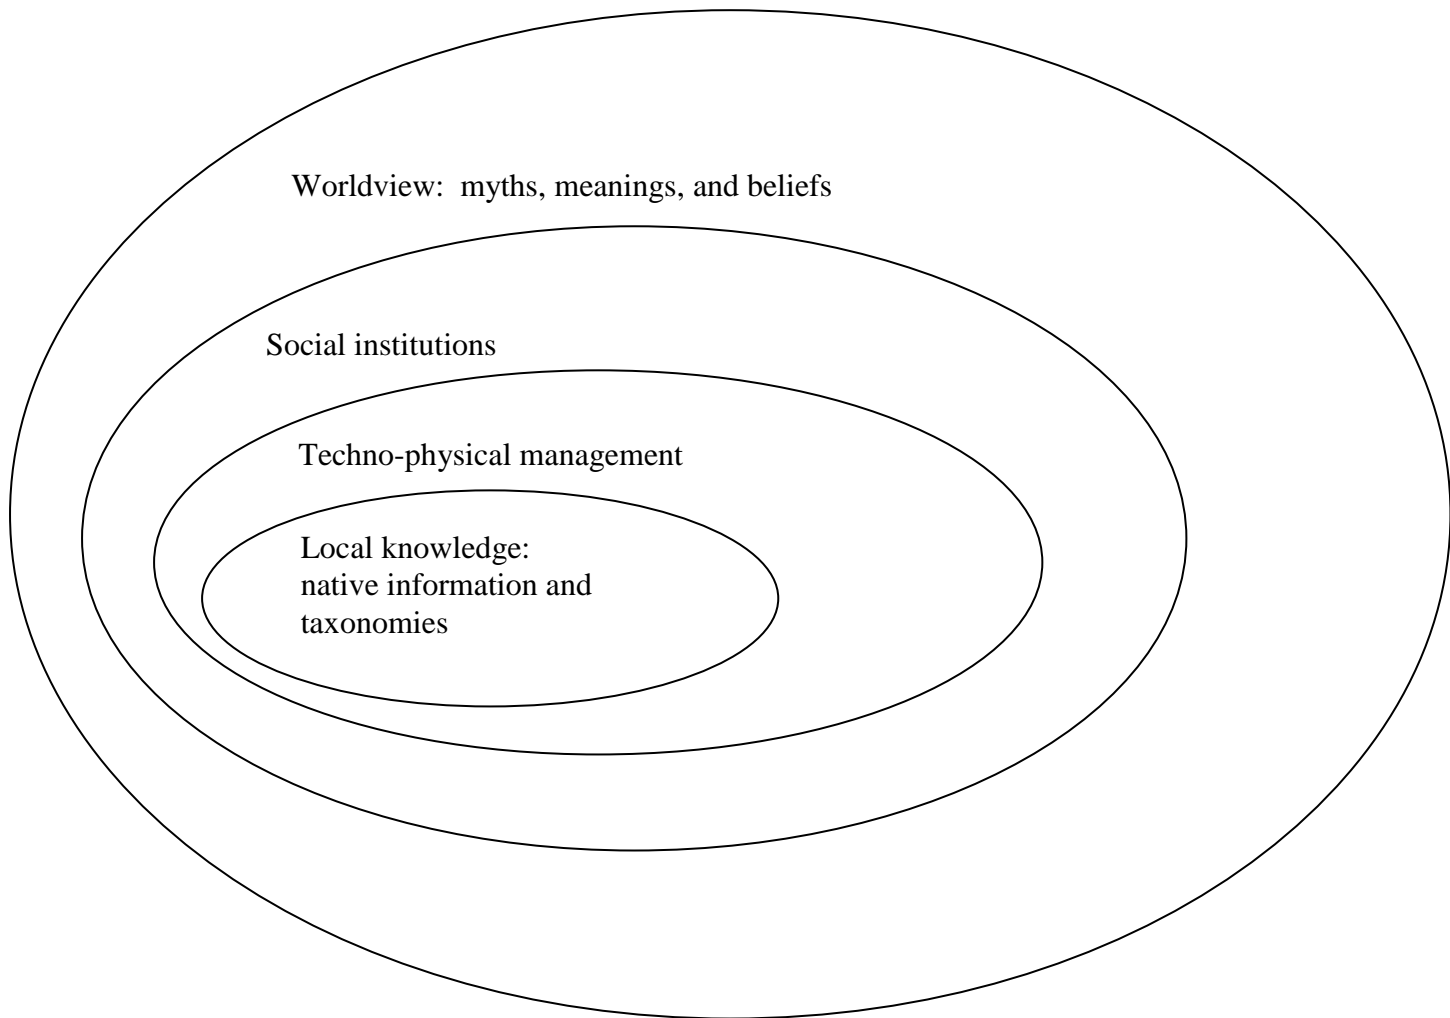 Worldview:  myths, meanings, and beliefs
Social institutions
Techno-physical management
Local knowledge:
native information and
taxonomies